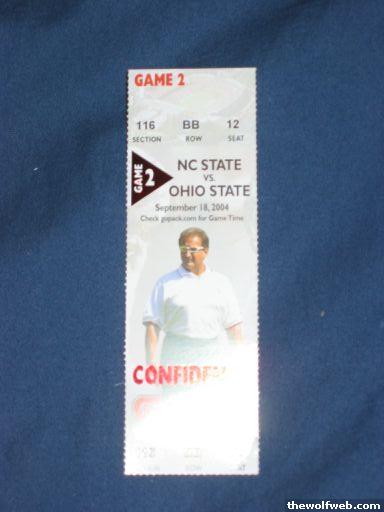 GAME 2
116 BB 12
SECTION ROW SEAT
GAME 2
NC STATE
VS.
OHIO STATE
September 18, 2004
Check gopack.com for Game Time
thewolfweb.com